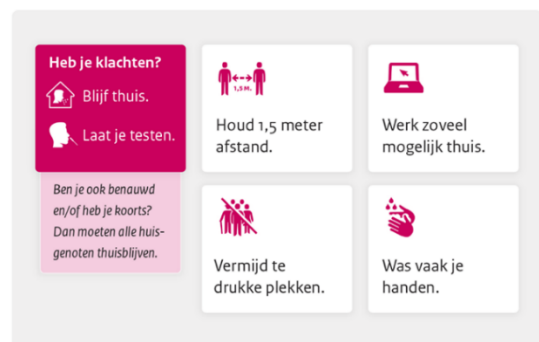 Heb je klachten?
Blijf thuis.
Laat je testen.
Ben je ook benauwd
en/of heb je koorts?
Dan moeten alle huis-
genoten thuisblijven.
1,5 M.
Houd 1,5 meter
afstand.
Werk zoveel
mogelijk thuis.
Vermijd te
drukke plekken.
Was vaak je
handen.